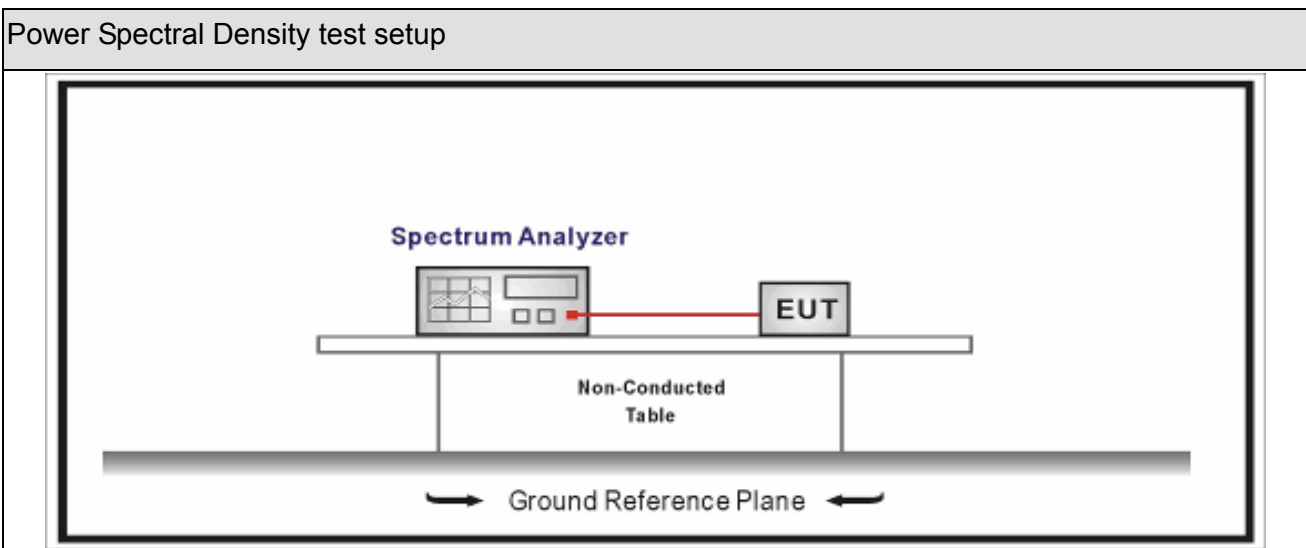 Power Spectral Density test setup
Spectrum Analyzer
EUT
Non-Conducted
Table
Ground Reference Plane